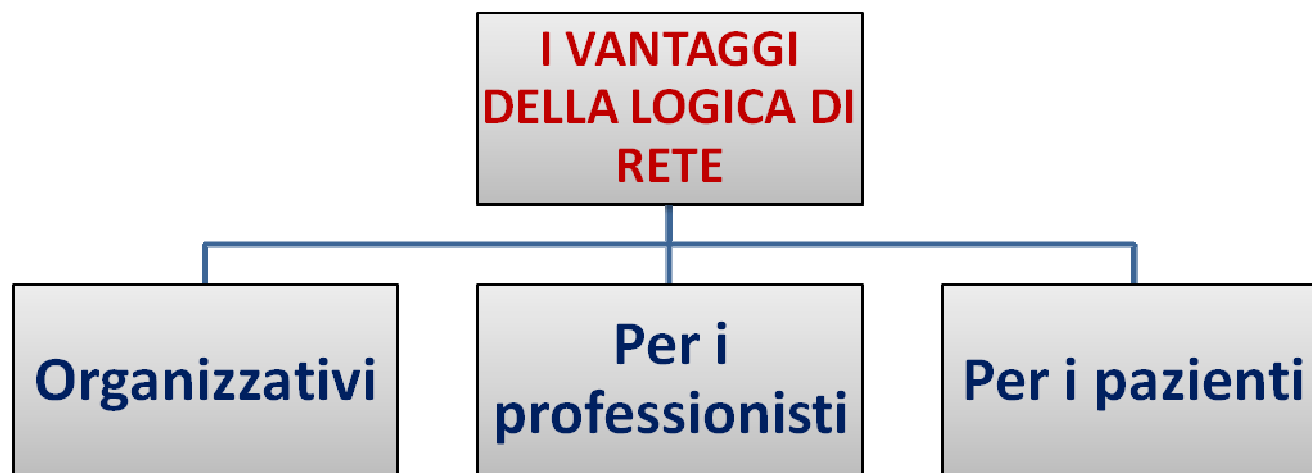 I VANTAGGI
DELLA LOGICA DI
RETE
Organizzativi
Per i
professionisti
Per i pazienti